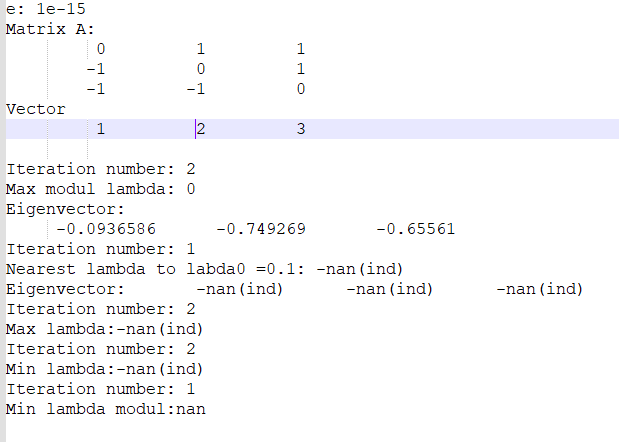 e: 1e-15
Matrix A:
0 1 1
-1 0 1
-1 -1 0
Vector
1 2 3
Iteration number: 2
Max modul lambda: 0
Eigenvector:
-0.0936586 -0.749269 -0.65561
Iteration number: 1
Nearest lambda to labda0 =0.1: -nan(ind)
Eigenvector: -nan(ind) -nan(ind) -nan(ind)
Iteration number: 2
Max lambda:-nan(ind)
Iteration number: 2
Min lambda:-nan(ind)
Iteration number: 1
Min lambda modul:nan